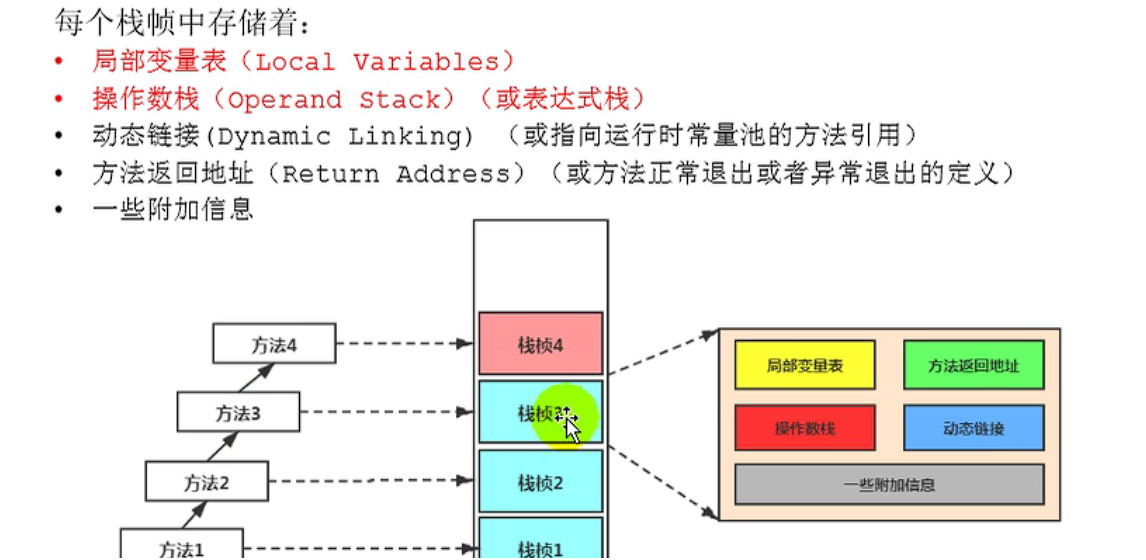 每个栈帧中存储着：
• 局部变量表（Local Variables）
• 操作数栈（Operand Stack）（或表达式栈）
• 动态链接(Dynamic Linking) （或指向运行时常量池的方法引用）
• 方法返回地址（Return Address）（或方法正常退出或者异常退出的定义）
• 一些附加信息
方法4
栈桢4
局部变量表
方法返回地址
方法3
栈桢3
操作数栈
动态链接
方法2
栈桢2
一些附加信息
方法1
栈桢1